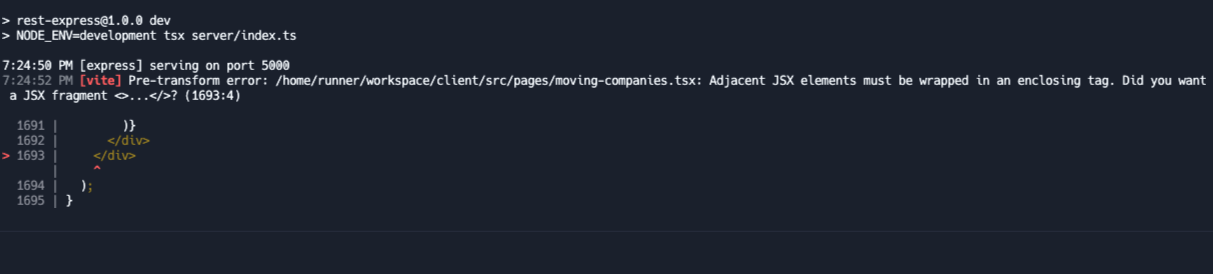 > rest-express@1.0.0 dev
> NODE_ENV=development tsx server/index.ts
7:24:50 PM [express] serving on port 5000
7:24:52 PM [vite] Pre-transform error: /home/runner/workspace/client/src/pages/moving-companies.tsx: Adjacent JSX elements must be wrapped in an enclosing tag. Did you want
a JSX fragment <>...</>? (1693:4)
1691 |         )}
1692 |       </div>
> 1693 |     </div>
|     ^
1694 |   );
1695 | }